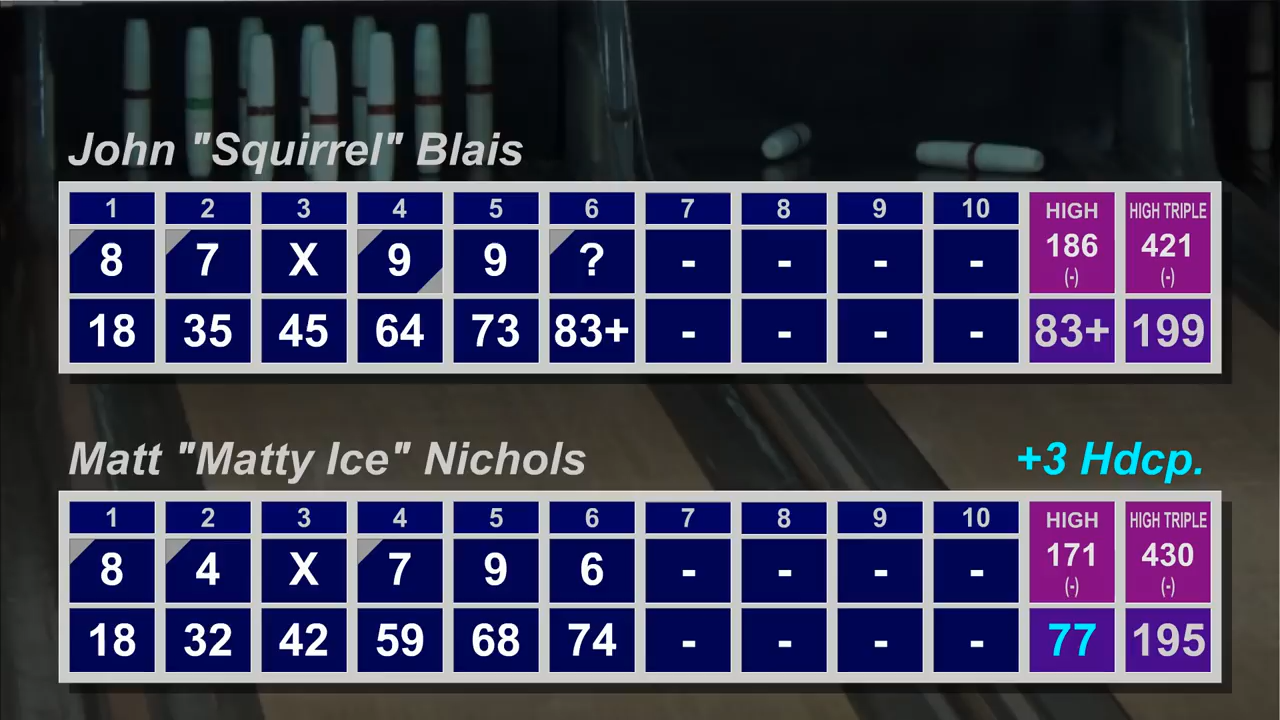 John "Squirrel" Blais
1 2 3 4 5 6 7 8 9 10 HIGH HIGH TRIPLE
8 7 X 9 9 ? - - - - 186 421
(-) (-)
18 35 45 64 73 83+ - - - - 83+ 199
Matt "Matty Ice" Nichols +3 Hdcp.
1 2 3 4 5 6 7 8 9 10 HIGH HIGH TRIPLE
8 4 X 7 9 6 - - - - 171 430
(-) (-)
18 32 42 59 68 74 - - - - 77 195